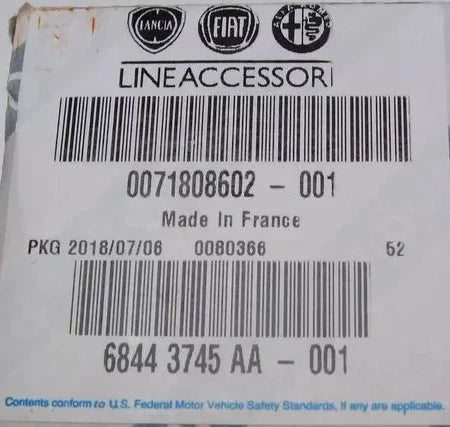 LANCIA FIAT ALFA ROMEO
LINEACCESSORI
0071808602 - 001
Made In France
PKG 2018/07/06 0080366 52
6844 3745 AA - 001
Contents conform to U.S. Federal Motor Vehicle Safety Standards, If any are applicable.